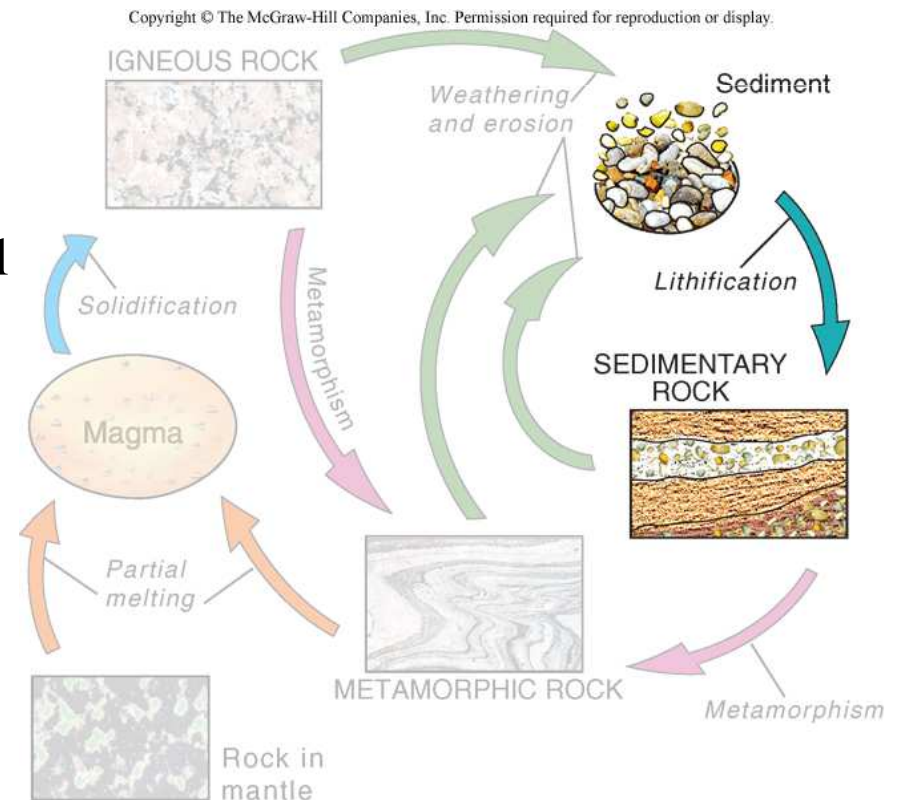 Copyright © The McGraw-Hill Companies, Inc. Permission required for reproduction or display.
IGNEOUS ROCK
Weathering
and erosion
Sediment
Solidification
Metamorphism
Lithification
SEDIMENTARY
ROCK
Magma
Partial
melting
METAMORPHIC ROCK
Metamorphism
Rock in
mantle